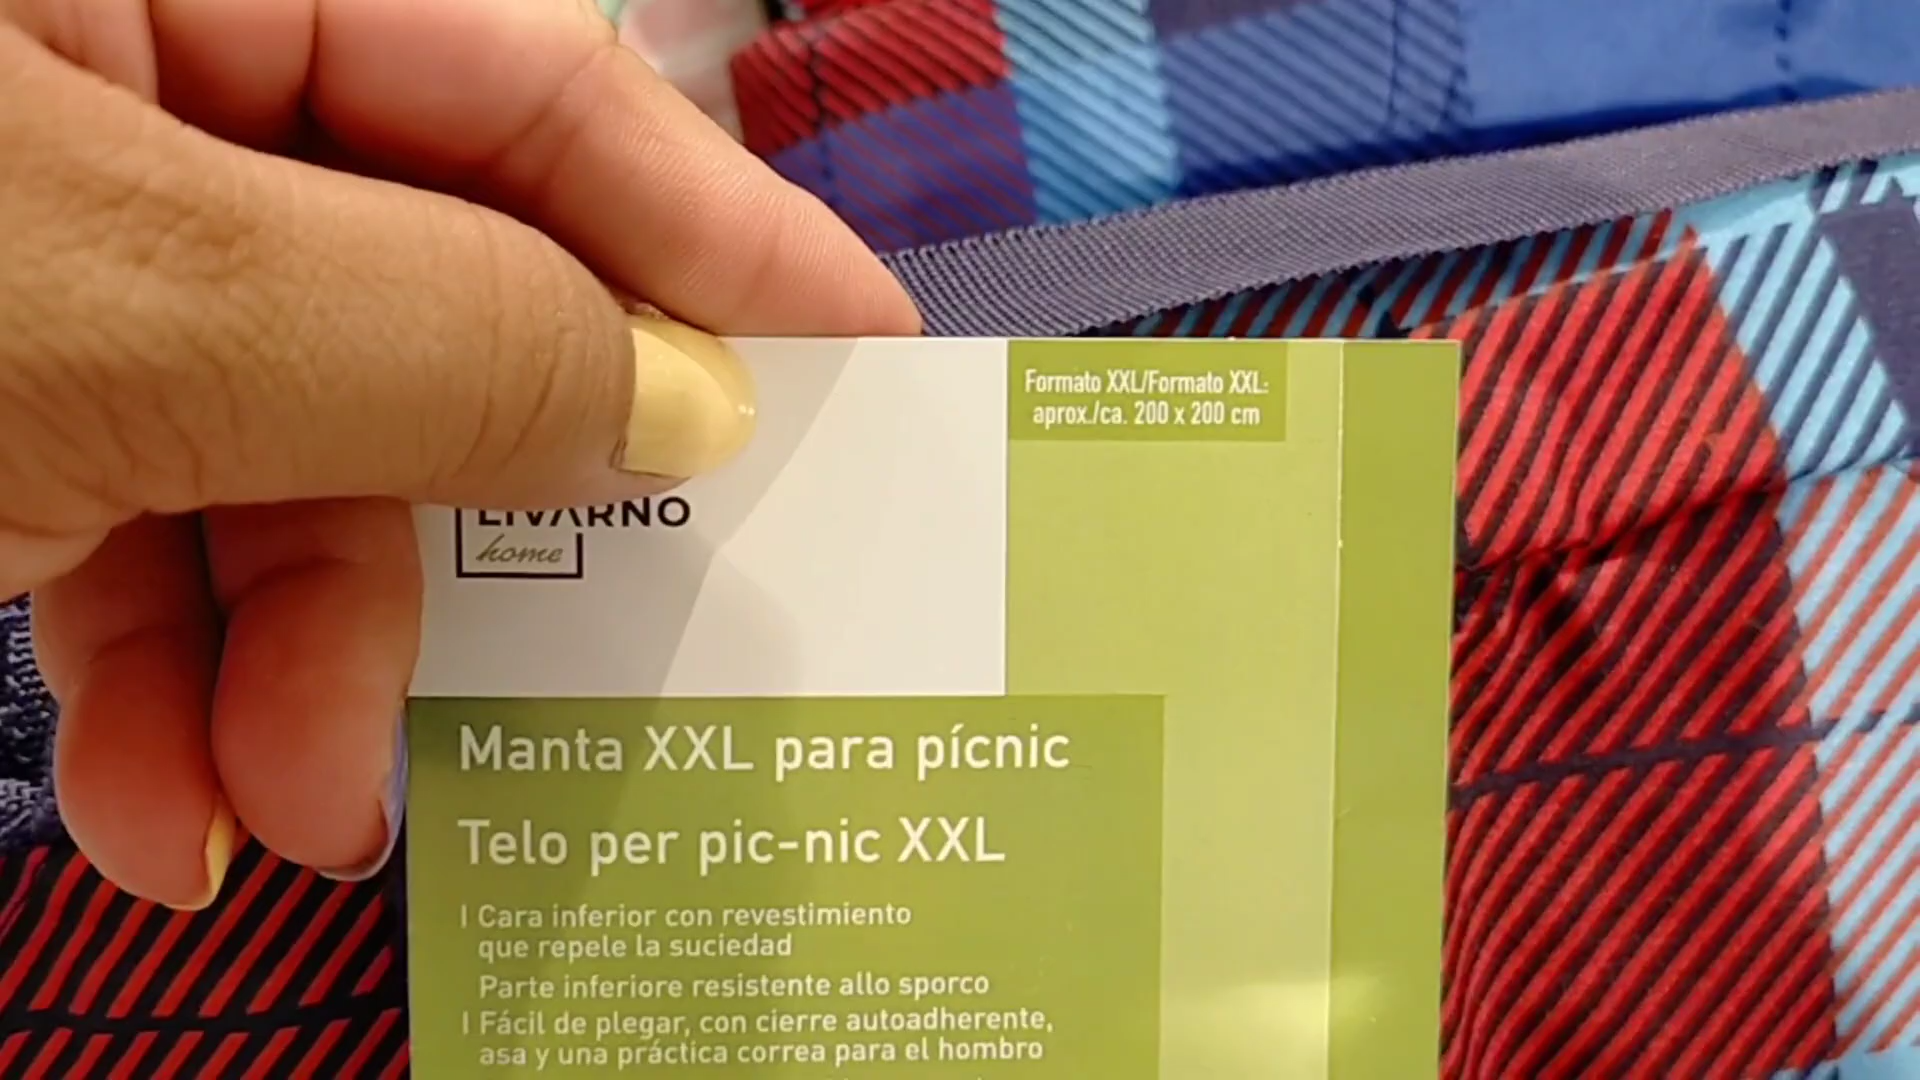 Formato XXL/Formato XXL:
aprox./ca. 200 x 200 cm
LIVARNO
home
Manta XXL para pícnic
Telo per pic-nic XXL
| Cara inferior con revestimiento
que repele la suciedad
Parte inferiore resistente allo sporco
| Fácil de plegar, con cierre autoadherente,
asa y una práctica correa para el hombro